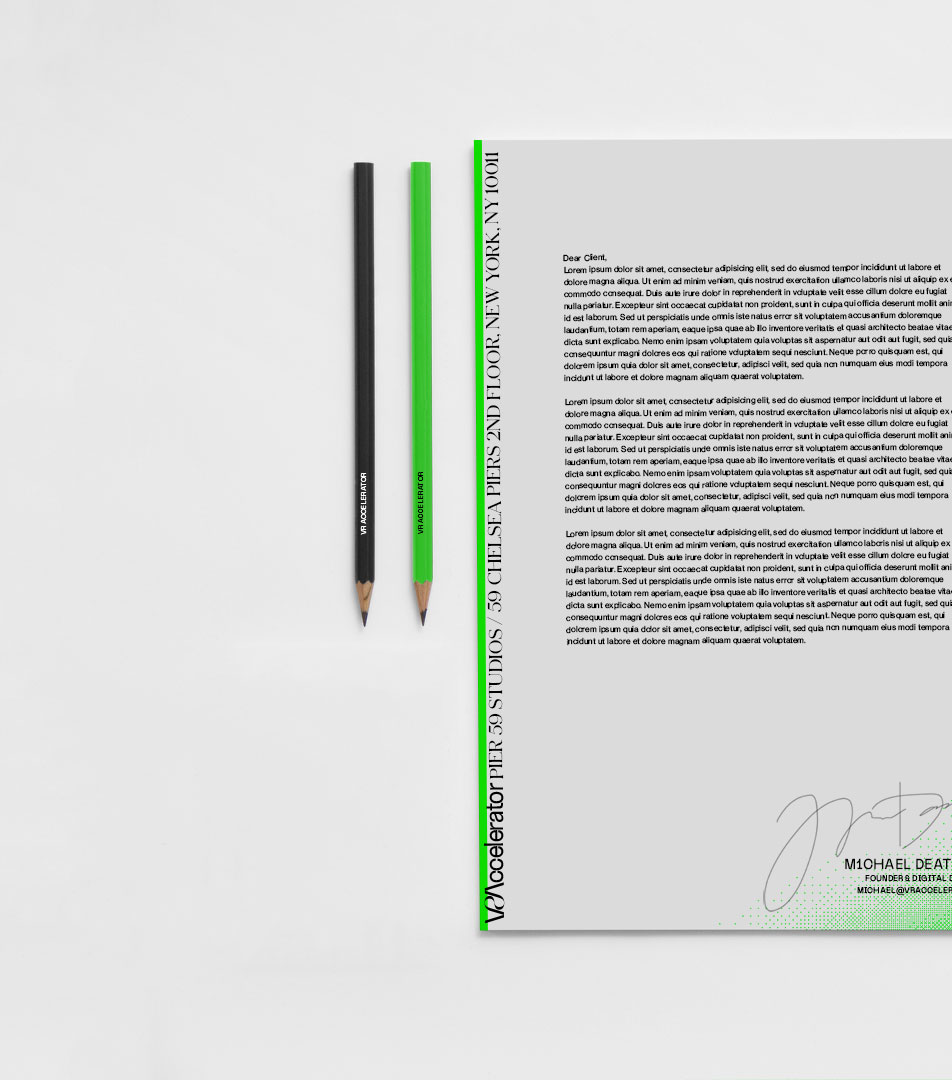 VR ACCELERATOR
VR ACCELERATOR
VRAccelerator PIER 59 STUDIOS / 59 CHELSEA PIERS 2ND FLOOR, NEW YORK, NY 10011
Dear Client,
Lorem ipsum dolor sit amet, consectetur adipisicing elit, sed do eiusmod tempor incididunt ut labore et
dolore magna aliqua. Ut enim ad minim veniam, quis nostrud exercitation ullamco laboris nisi ut aliquip ex
commodo consequat. Duis aute irure dolor in reprehenderit in voluptate velit esse cillum dolore eu fugiat
nulla pariatur. Excepteur sint occaecat cupidatat non proident, sunt in culpa qui officia deserunt mollit
id est laborum. Sed ut perspiciatis unde omnis iste natus error sit voluptatem accusantium doloremque
laudantium, totam rem aperiam, eaque ipsa quae ab illo inventore veritatis et quasi architecto beatae
dicta sunt explicabo. Nemo enim ipsam voluptatem quia voluptas sit aspernatur aut odit aut fugit, sed
consequuntur magni dolores eos qui ratione voluptatem sequi nesciunt. Neque porro quisquam est, qui
dolorem ipsum quia dolor sit amet, consectetur, adipisci velit, sed quia non numquam eius modi tempora
incidunt ut labore et dolore magnam aliquam quaerat voluptatem.
Lorem ipsum dolor sit amet, consectetur adipisicing elit, sed do eiusmod tempor incididunt ut labore et
dolore magna aliqua. Ut enim ad minim veniam, quis nostrud exercitation ullamco laboris nisi ut aliquip ex
commodo consequat. Duis aute irure dolor in reprehenderit in voluptate velit esse cillum dolore eu fugiat
nulla pariatur. Excepteur sint occaecat cupidatat non proident, sunt in culpa qui officia deserunt mollit
id est laborum. Sed ut perspiciatis unde omnis iste natus error sit voluptatem accusantium doloremque
laudantium, totam rem aperiam, eaque ipsa quae ab illo inventore veritatis et quasi architecto beatae
dicta sunt explicabo. Nemo enim ipsam voluptatem quia voluptas sit aspernatur aut odit aut fugit, sed
consequuntur magni dolores eos qui ratione voluptatem sequi nesciunt. Neque porro quisquam est, qui
dolorem ipsum quia dolor sit amet, consectetur, adipisci velit, sed quia non numquam eius modi tempora
incidunt ut labore et dolore magnam aliquam quaerat voluptatem.
Lorem ipsum dolor sit amet, consectetur adipisicing elit, sed do eiusmod tempor incididunt ut labore et
dolore magna aliqua. Ut enim ad minim veniam, quis nostrud exercitation ullamco laboris nisi ut aliquip ex
commodo consequat. Duis aute irure dolor in reprehenderit in voluptate velit esse cillum dolore eu fugiat
nulla pariatur. Excepteur sint occaecat cupidatat non proident, sunt in culpa qui officia deserunt mollit
id est laborum. Sed ut perspiciatis unde omnis iste natus error sit voluptatem accusantium doloremque
laudantium, totam rem aperiam, eaque ipsa quae ab illo inventore veritatis et quasi architecto beatae
dicta sunt explicabo. Nemo enim ipsam voluptatem quia voluptas sit aspernatur aut odit aut fugit, sed
consequuntur magni dolores eos qui ratione voluptatem sequi nesciunt. Neque porro quisquam est, qui
dolorem ipsum quia dolor sit amet, consectetur, adipisci velit, sed quia non numquam eius modi tempora
incidunt ut labore et dolore magnam aliquam quaerat voluptatem.
M1CHAEL DEAT
FOUNDER & DIGITAL
MICHAEL@VRACCELER